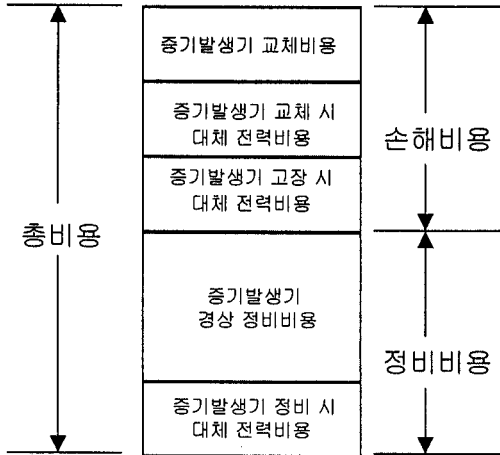 증기발생기 교체비용
증기발생기 교체 시
대체 전력비용
증기발생기 고장 시
대체 전력비용
증기발생기
경상 정비비용
증기발생기 정비 시
대체 전력비용
총비용
손해비용
정비비용